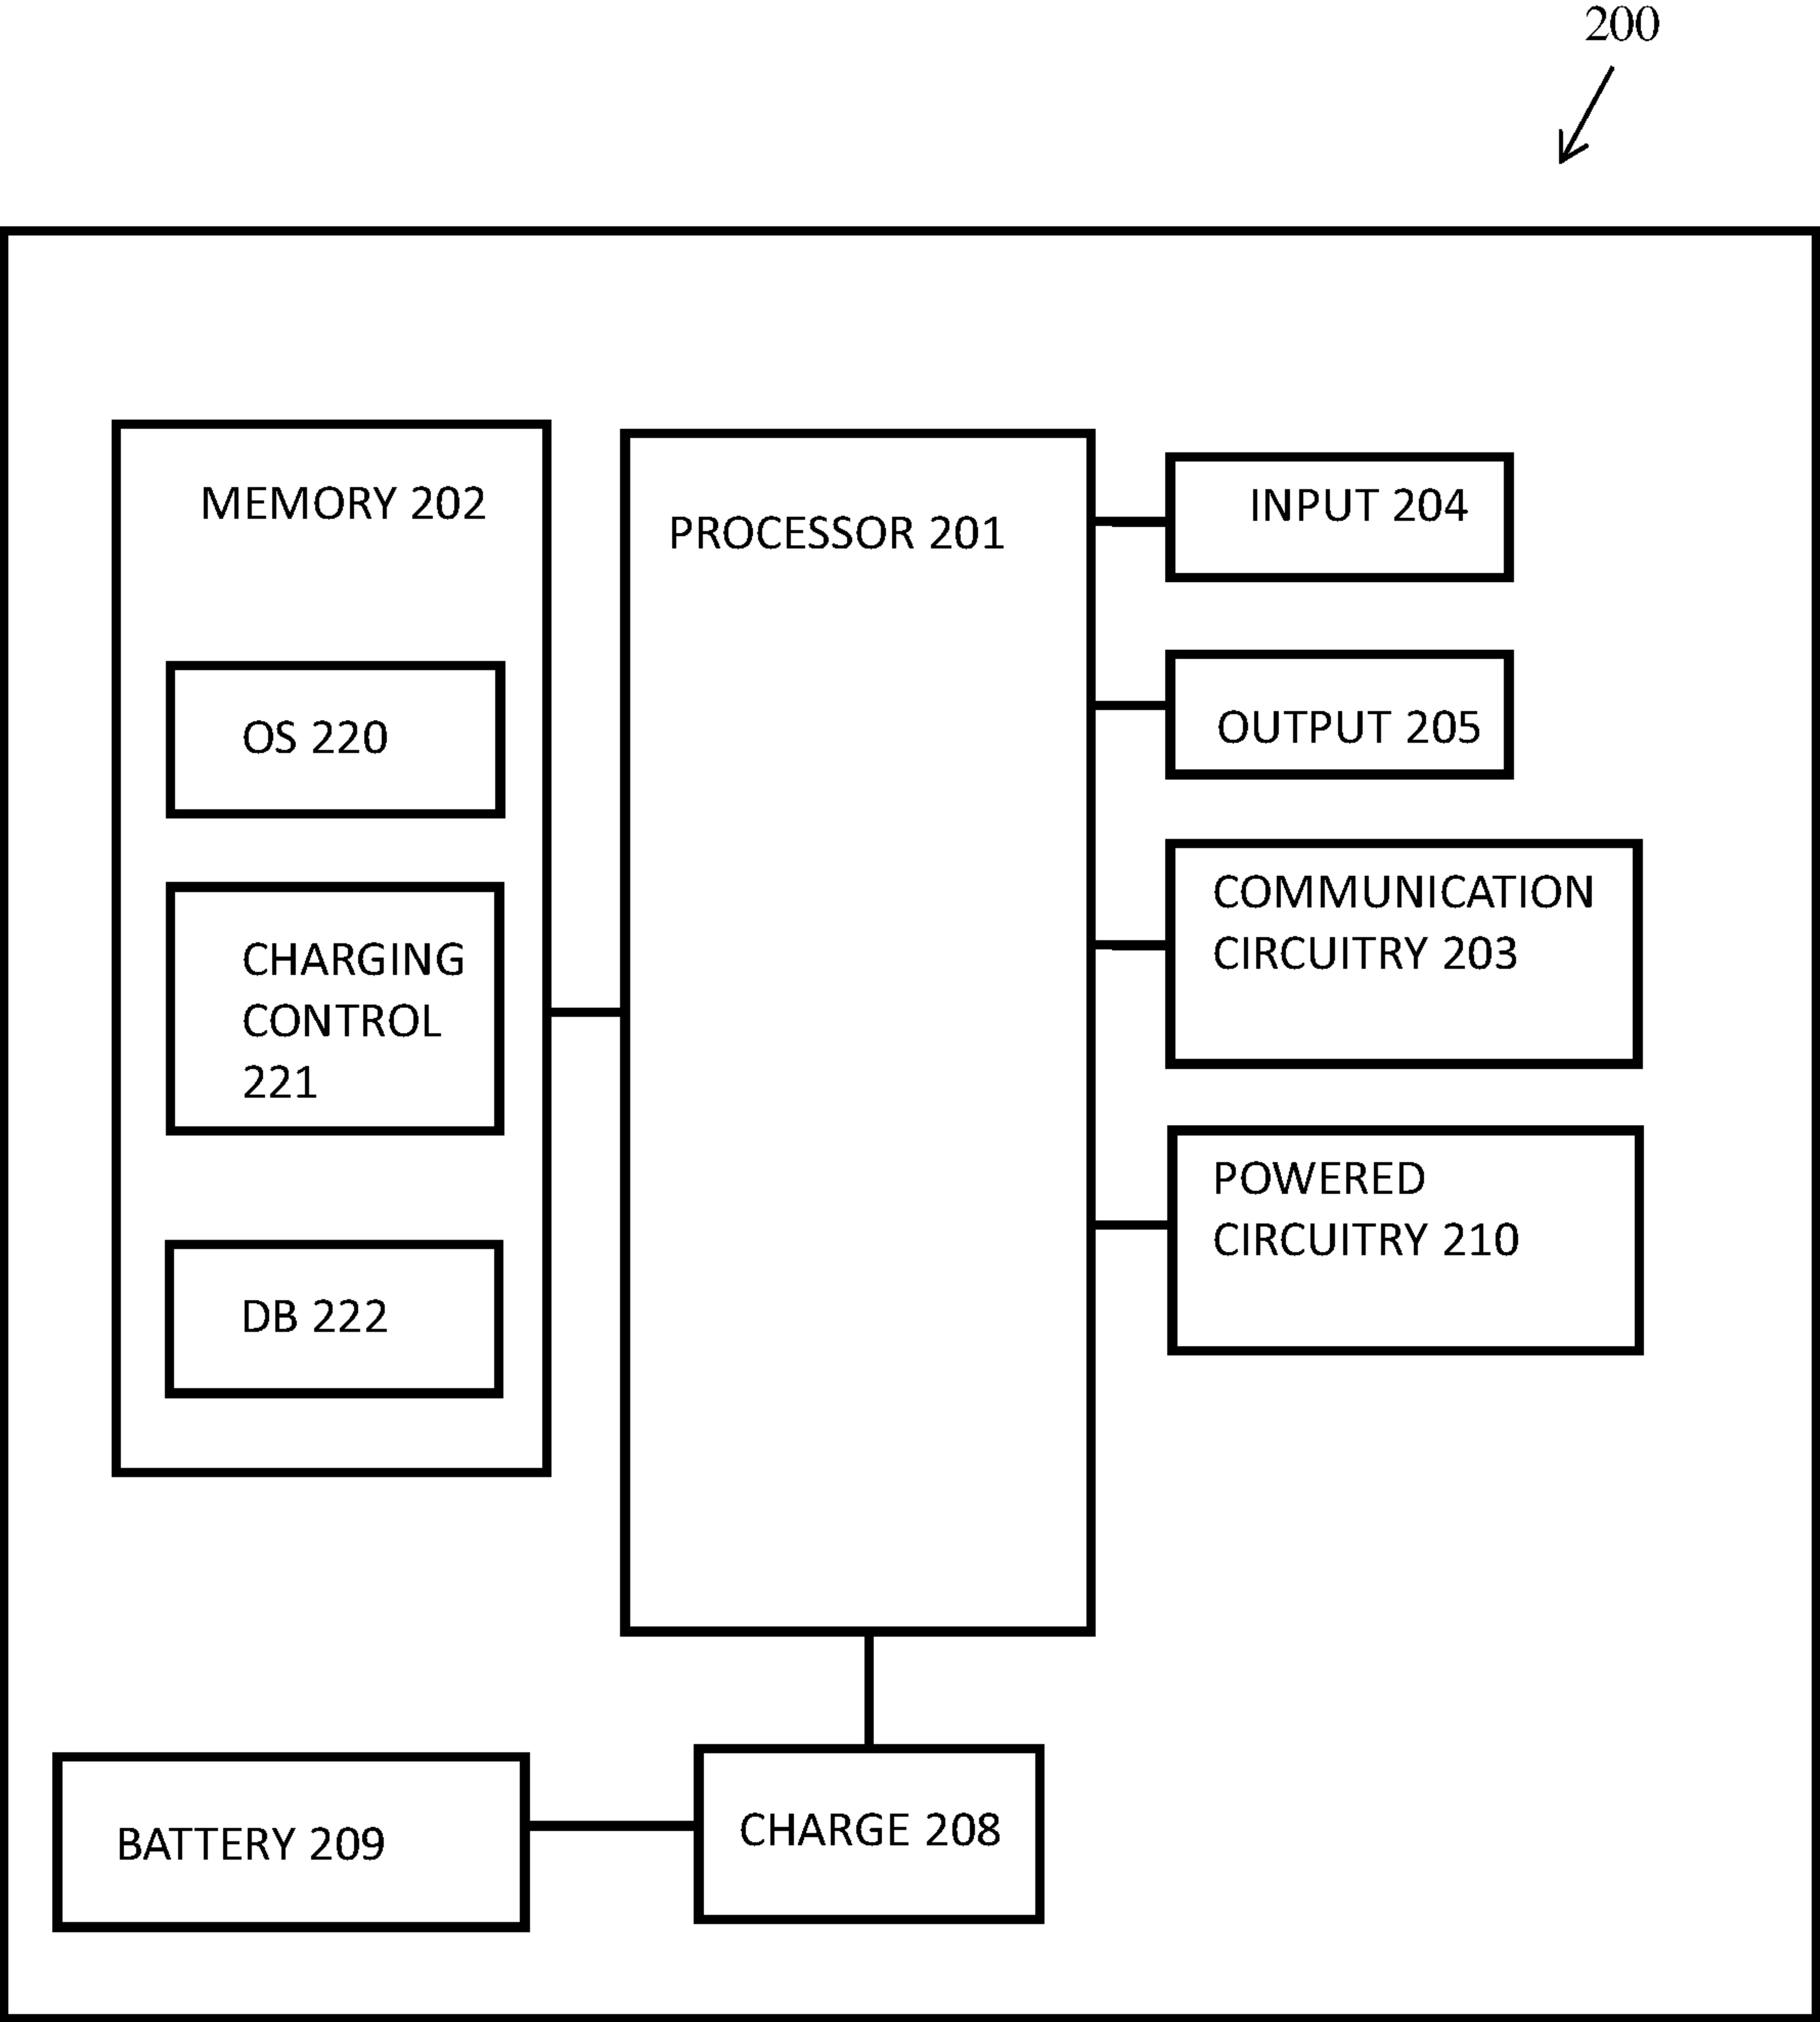 200
MEMORY 202
OS 220
CHARGING
CONTROL
221
DB 222
PROCESSOR 201
INPUT 204
OUTPUT 205
COMMUNICATION
CIRCUITRY 203
POWERED
CIRCUITRY 210
BATTERY 209
CHARGE 208